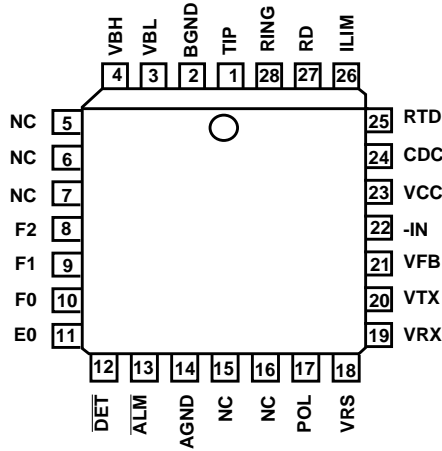 VBH VBL BGND TIP RING RD ILIM
4 3 2 1 28 27 26
NC 5 25 RTD
NC 6 24 CDC
NC 7 23 VCC
F2 8 22 -IN
F1 9 21 VFB
F0 10 20 VTX
E0 11 19 VRX
12 13 14 15 16 17 18
DET ALM AGND NC NC POL VRS